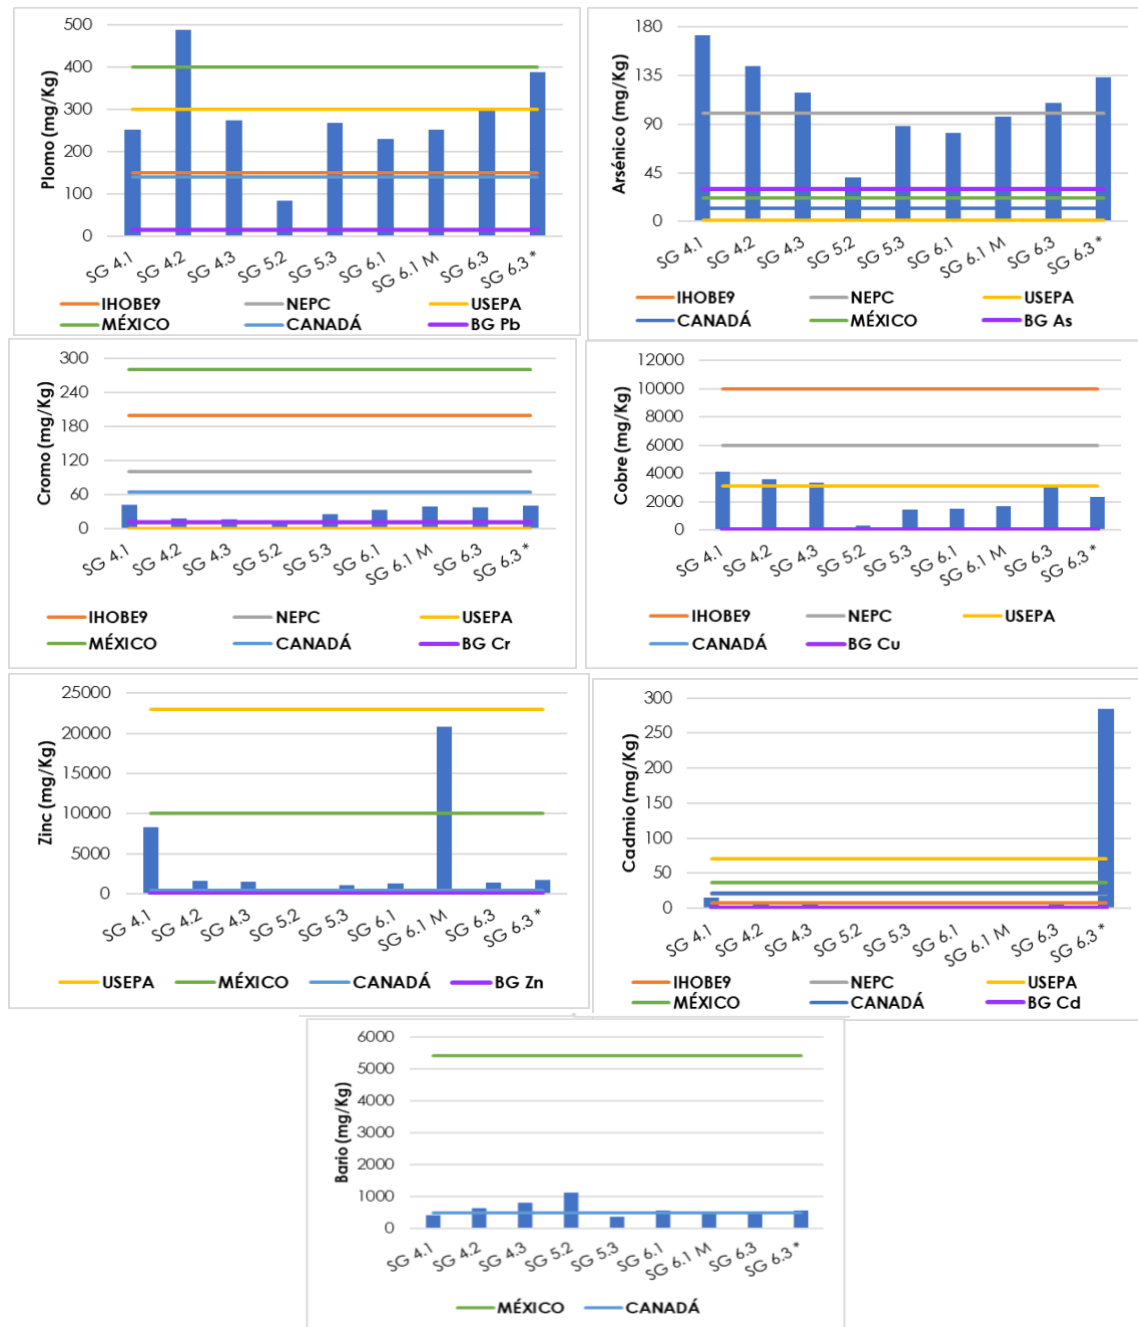 Plomo (mg/Kg)
500
400
300
200
100
0
SG 4.1 SG 4.2 SG 4.3 SG 5.2 SG 5.3 SG 6.1 SG 6.1 M SG 6.3 SG 6.3 *
IHOBE9 NEPC USEPA
MÉXICO CANADÁ BG Pb
Arsénico (mg/Kg)
180
135
90
45
0
SG 4.1 SG 4.2 SG 4.3 SG 5.2 SG 5.3 SG 6.1 SG 6.1 M SG 6.3 SG 6.3 *
IHOBE9 NEPC USEPA
CANADÁ MÉXICO BG As
Cromo (mg/Kg)
300
240
180
120
60
0
SG 4.1 SG 4.2 SG 4.3 SG 5.2 SG 5.3 SG 6.1 SG 6.1 M SG 6.3 SG 6.3 *
IHOBE9 NEPC USEPA
MÉXICO CANADÁ BG Cr
Cobre (mg/Kg)
12000
10000
8000
6000
4000
2000
0
SG 4.1 SG 4.2 SG 4.3 SG 5.2 SG 5.3 SG 6.1 SG 6.1 M SG 6.3 SG 6.3 *
IHOBE9 NEPC USEPA
CANADÁ BG Cu
Zinc (mg/Kg)
25000
20000
15000
10000
5000
0
SG 4.1 SG 4.2 SG 4.3 SG 5.2 SG 5.3 SG 6.1 SG 6.1 M SG 6.3 SG 6.3 *
USEPA MÉXICO CANADÁ BG Zn
Cadmio (mg/Kg)
300
250
200
150
100
50
0
SG 4.1 SG 4.2 SG 4.3 SG 5.2 SG 5.3 SG 6.1 SG 6.1 M SG 6.3 SG 6.3 *
IHOBE9 NEPC USEPA
MÉXICO CANADÁ BG Cd
Bario (mg/Kg)
6000
5000
4000
3000
2000
1000
0
SG 4.1 SG 4.2 SG 4.3 SG 5.2 SG 5.3 SG 6.1 SG 6.1 M SG 6.3 SG 6.3 *
MÉXICO CANADÁ